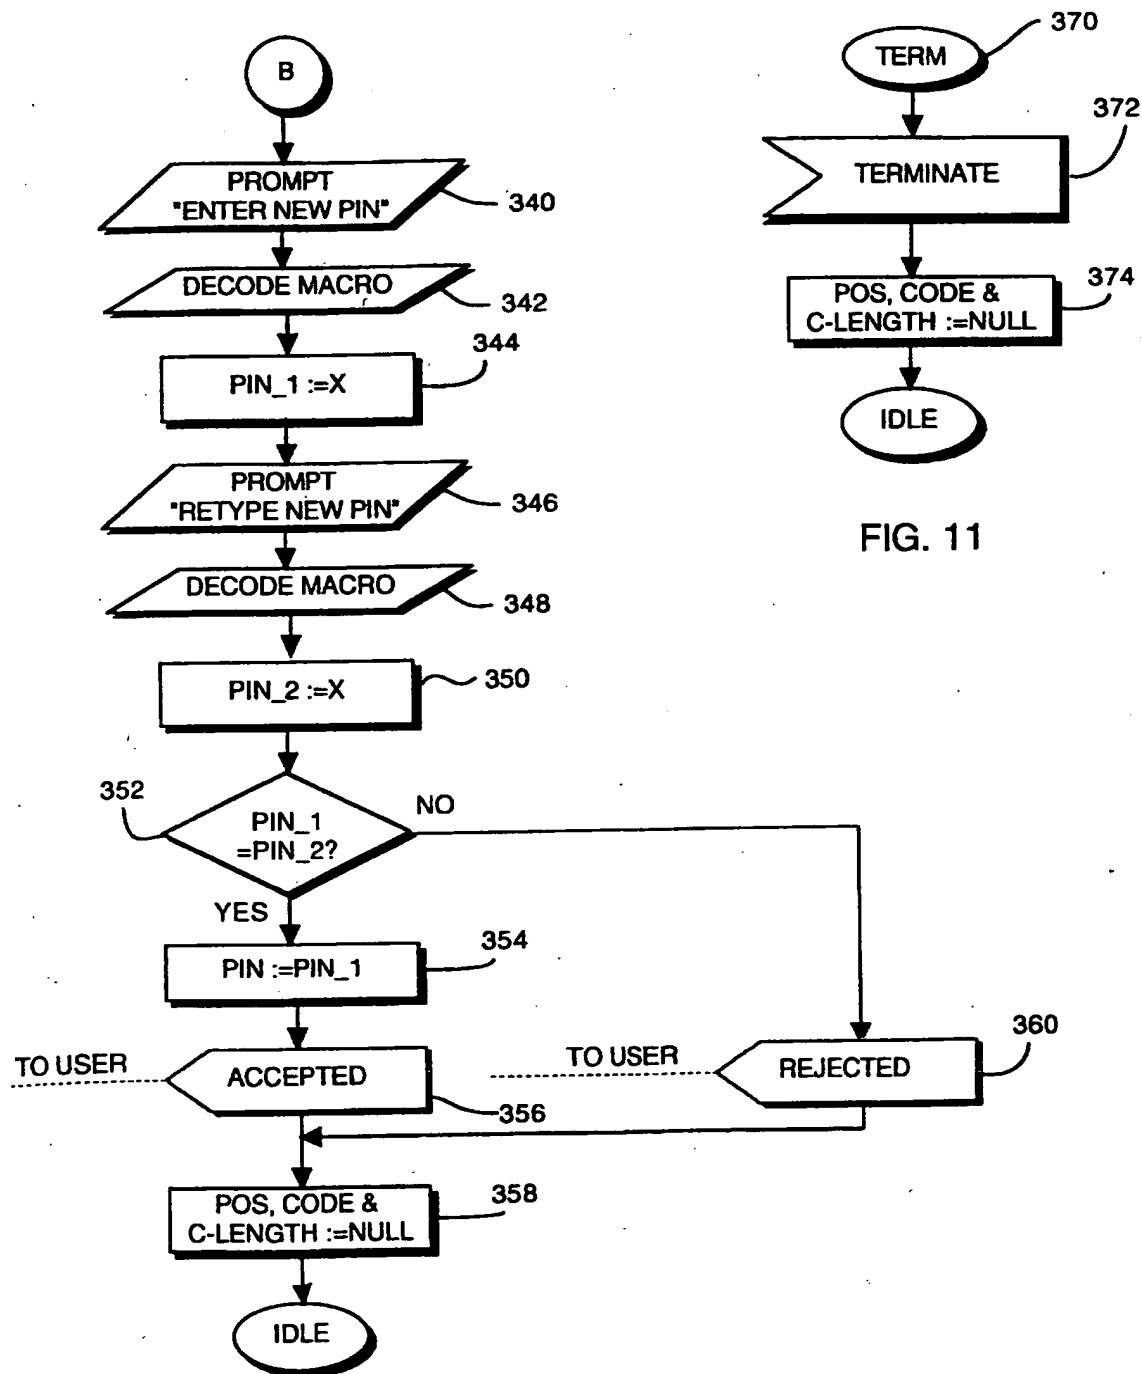 B
PROMPT
"ENTER NEW PIN"
340
DECODE MACRO
342
344
PIN_1 :=X
PROMPT
"RETYPE NEW PIN"
346
DECODE MACRO
348
PIN_2 :=X
350
352
PIN_1
=PIN_2?
NO
YES
PIN :=PIN_1
354
TO USER
ACCEPTED
356
TO USER
REJECTED
360
POS, CODE &
C-LENGTH :=NULL
358
IDLE
TERM
370
372
TERMINATE
POS, CODE &
C-LENGTH :=NULL
374
IDLE
FIG. 11